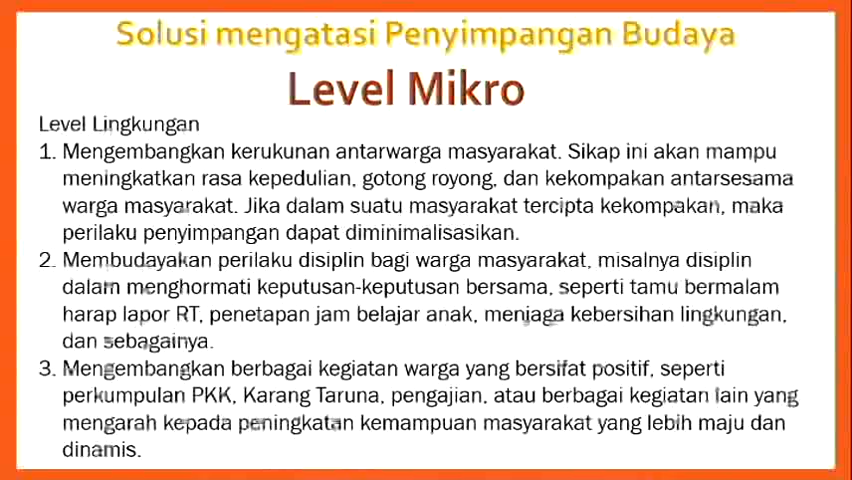 Solusi mengatasi Penyimpangan Budaya
Level Mikro
Level Lingkungan
1. Mengembangkan kerukunan antarwarga masyarakat. Sikap ini akan mampu
meningkatkan rasa kepedulian, gotong royong, dan kekompakan antarsesama
warga masyarakat. Jika dalam suatu masyarakat tercipta kekompakan, maka
perilaku penyimpangan dapat diminimalisasikan.
2. Membudayakan perilaku disiplin bagi warga masyarakat, misalnya disiplin
dalam menghormati keputusan-keputusan bersama, seperti tamu bermalam
harap lapor RT, penetapan jam belajar anak, menjaga kebersihan lingkungan,
dan sebagainya.
3. Mengembangkan berbagai kegiatan warga yang bersifat positif, seperti
perkumpulan PKK, Karang Taruna, pengajian, atau berbagai kegiatan lain yang
mengarah kepada peningkatan kemampuan masyarakat yang lebih maju dan
dinamis.